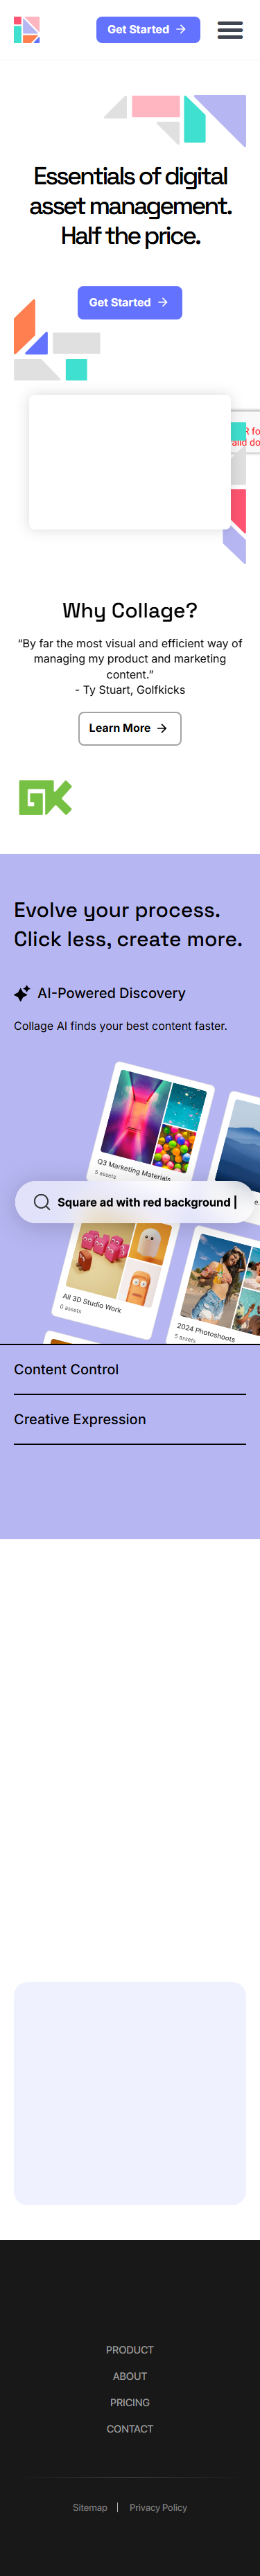 Get Started
Essentials of digital
asset management.
Half the price.
Get Started
R fo
alid do
Why Collage?
“By far the most visual and efficient way of
managing my product and marketing
content.”
- Ty Stuart, Golfkicks
Learn More
GK
Evolve your process.
Click less, create more.
AI-Powered Discovery
Collage AI finds your best content faster.
Q3 Marketing Materials
5 assets
Square ad with red background |
e.
All 3D Studio Work
0 assets
2024 Photoshoots
5 assets
Content Control
Creative Expression
PRODUCT
ABOUT
PRICING
CONTACT
Sitemap | Privacy Policy